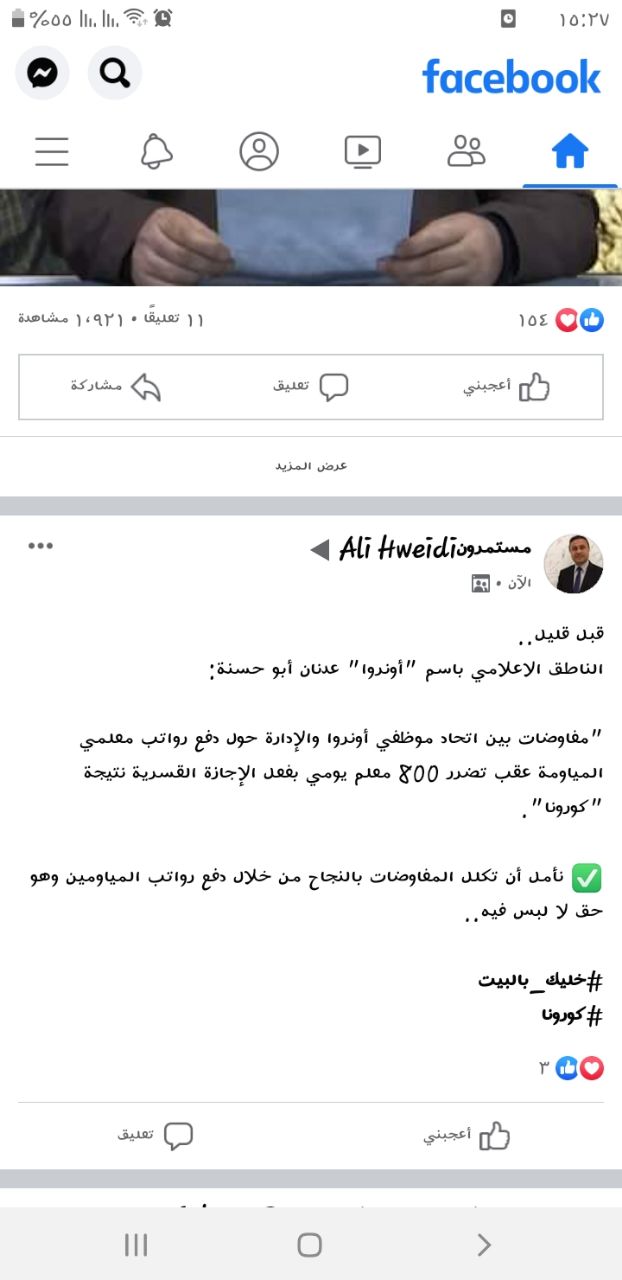 %٥٥ ١٥:٢٧
facebook
١٥٤ ١١ تعليقًا • ١،٩٢١ مشاهدة
أعجبني تعليق مشاركة
عرض المزيد
مستمرون Ali Hweidi ◀
الآن •
قبل قليل..
الناطق الاعلامي باسم "أونروا" عدنان أبو حسنة:
"مفاوضات بين اتحاد موظفي أونروا والإدارة حول دفع رواتب معلمي
المياومة عقب تضرر 800 معلم يومي بفعل الإجازة القسرية نتيجة
"كورونا".
✅ نأمل أن تكلل المفاوضات بالنجاح من خلال دفع رواتب المياومين وهو
حق لا لبس فيه..
#خليك_بالبيت
#كورونا
٣
أعجبني تعليق